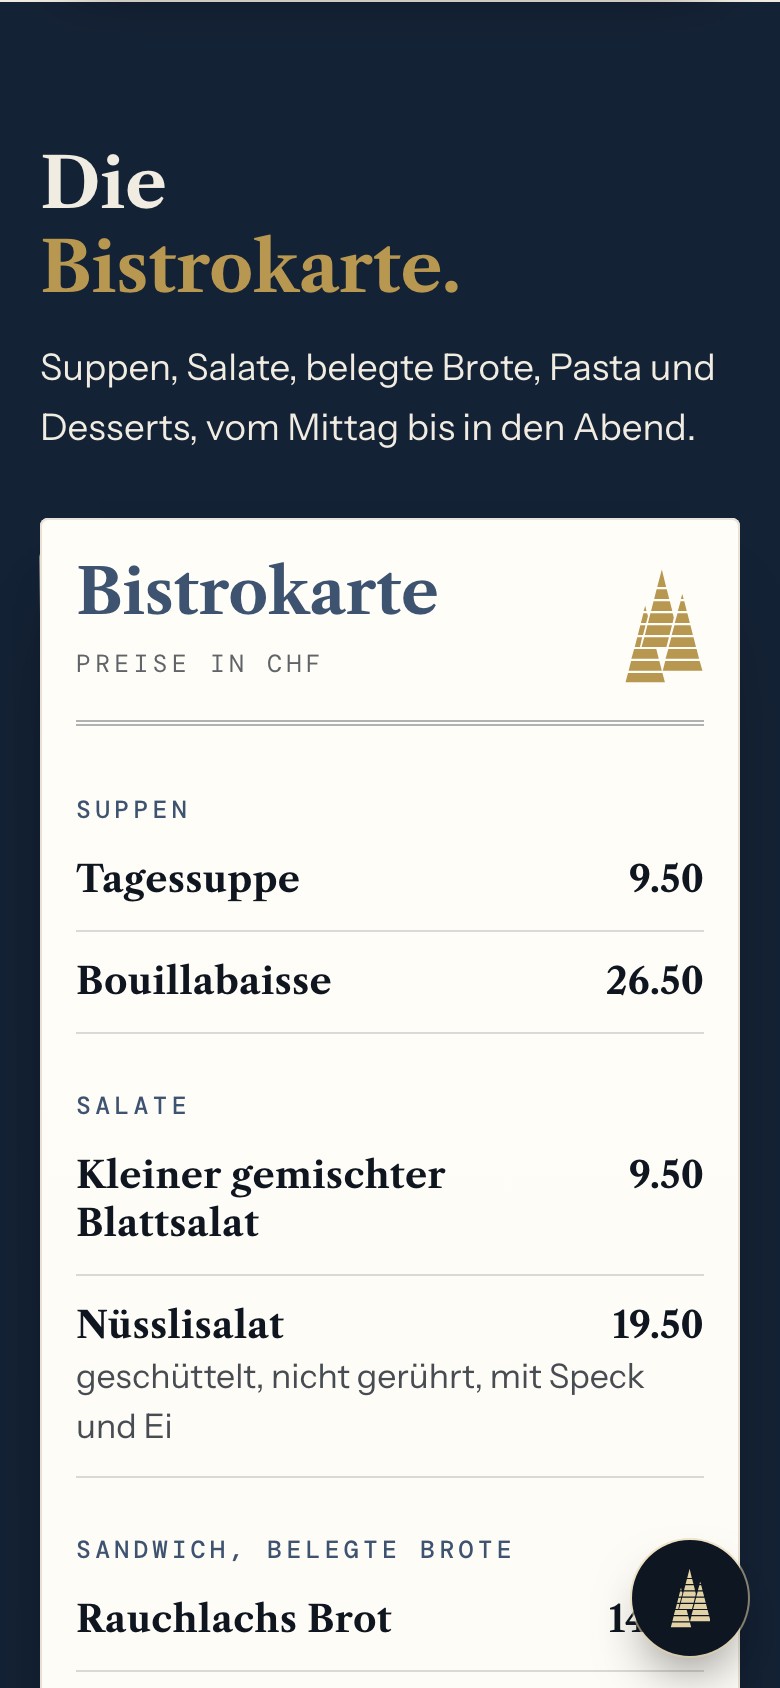 Die
Bistrokarte.
Suppen, Salate, belegte Brote, Pasta und
Desserts, vom Mittag bis in den Abend.
Bistrokarte
PREISE IN CHF
SUPPEN
Tagessuppe 9.50
Bouillabaisse 26.50
SALATE
Kleiner gemischter 9.50
Blattsalat
Nüsslisalat 19.50
geschüttelt, nicht gerührt, mit Speck
und Ei
SANDWICH, BELEGTE BROTE
Rauchlachs Brot